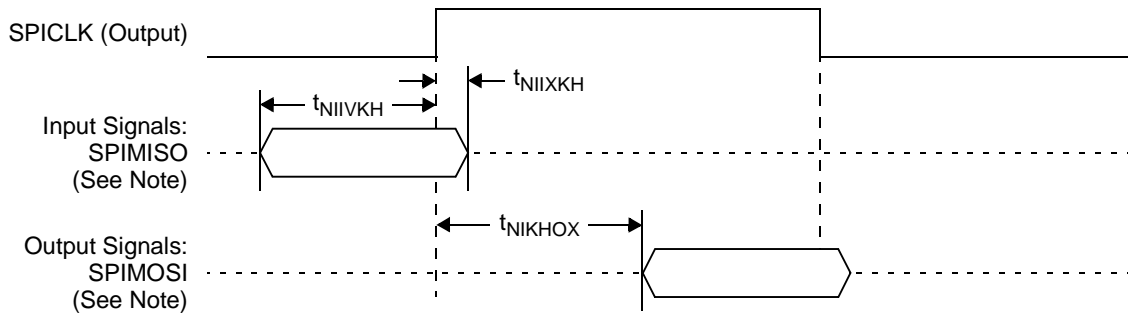 SPICLK (Output)
tNIIXKH
tNIIVKH
Input Signals:
SPIMISO
(See Note)
tNIKHOX
Output Signals:
SPIMOSI
(See Note)